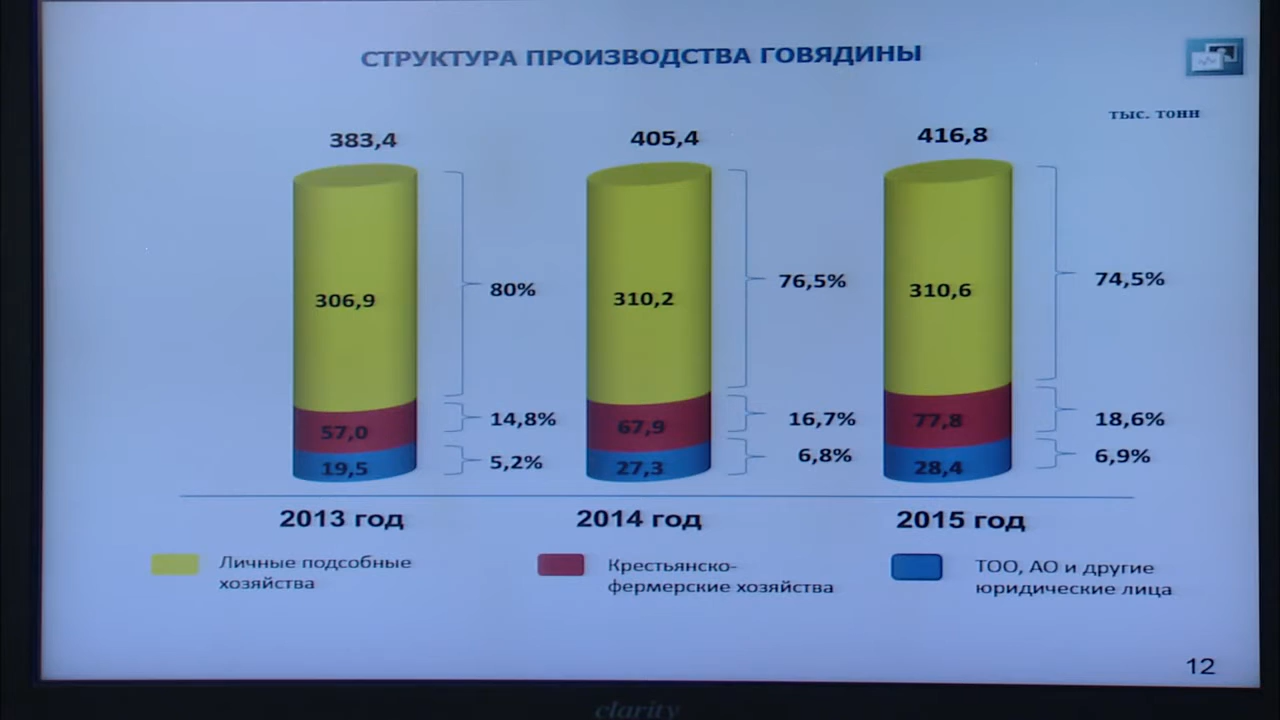 СТРУКТУРА ПРОИЗВОДСТВА ГОВЯДИНЫ
тыс. тонн
383,4
405,4
416,8
306,9
80%
310,2
76,5%
310,6
74,5%
57,0
14,8%
67,9
16,7%
77,8
18,6%
19,5
5,2%
27,3
6,8%
28,4
6,9%
2013 год
2014 год
2015 год
Личные подсобные
хозяйства
Крестьянско-
фермерские хозяйства
ТОО, АО и другие
юридические лица
12
clarity